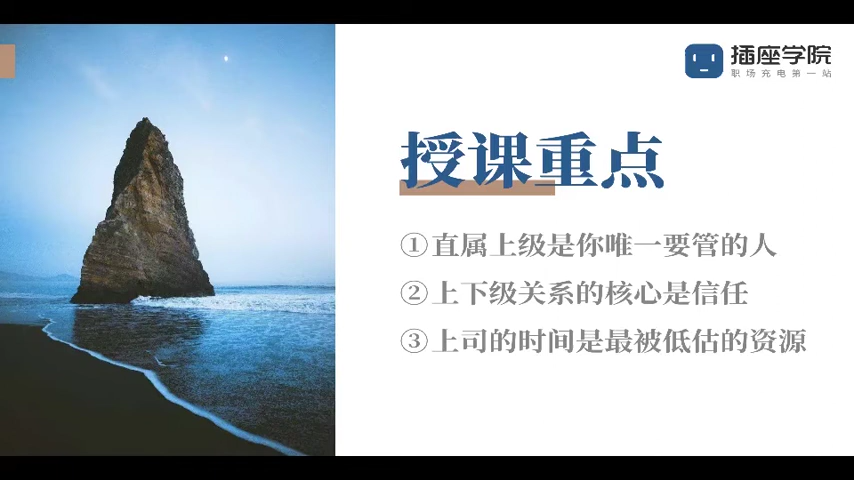 插座学院
职场充电第一站
授课重点
①直属上级是你唯一要管的人
②上下级关系的核心是信任
③上司的时间是最被低估的资源